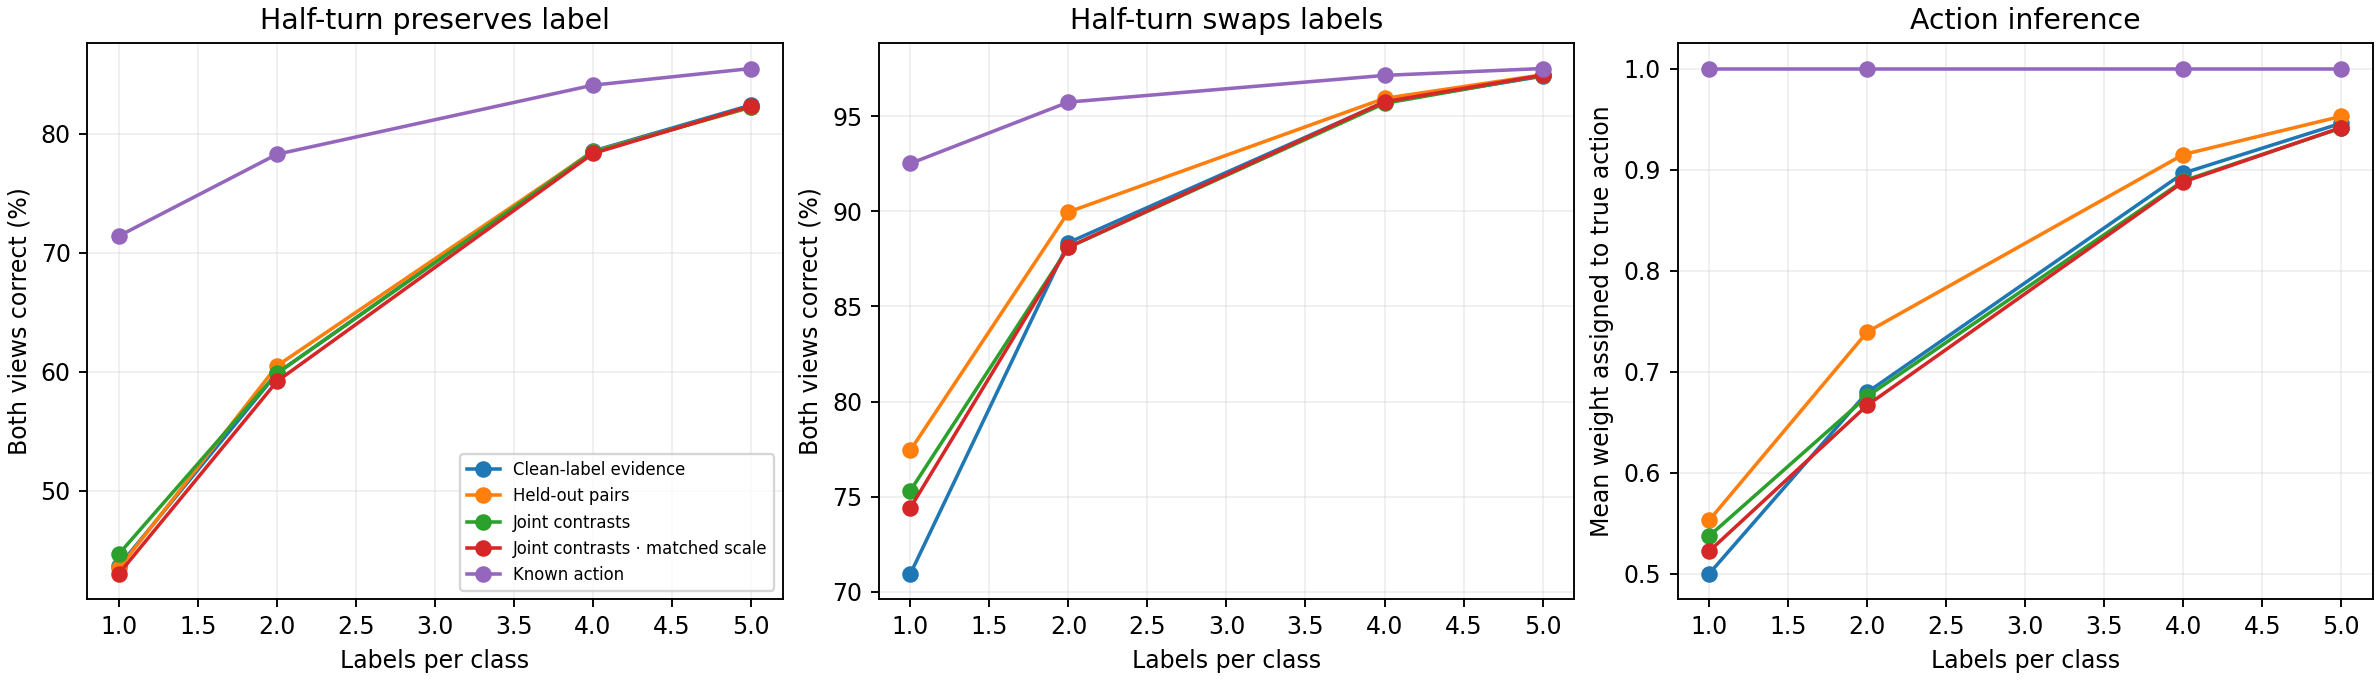 Half-turn preserves label
Both views correct (%)
80
70
60
50
1.0 1.5 2.0 2.5 3.0 3.5 4.0 4.5 5.0
Labels per class
Clean-label evidence
Held-out pairs
Joint contrasts
Joint contrasts · matched scale
Known action
Half-turn swaps labels
Both views correct (%)
95
90
85
80
75
70
1.0 1.5 2.0 2.5 3.0 3.5 4.0 4.5 5.0
Labels per class
Action inference
Mean weight assigned to true action
1.0
0.9
0.8
0.7
0.6
0.5
1.0 1.5 2.0 2.5 3.0 3.5 4.0 4.5 5.0
Labels per class